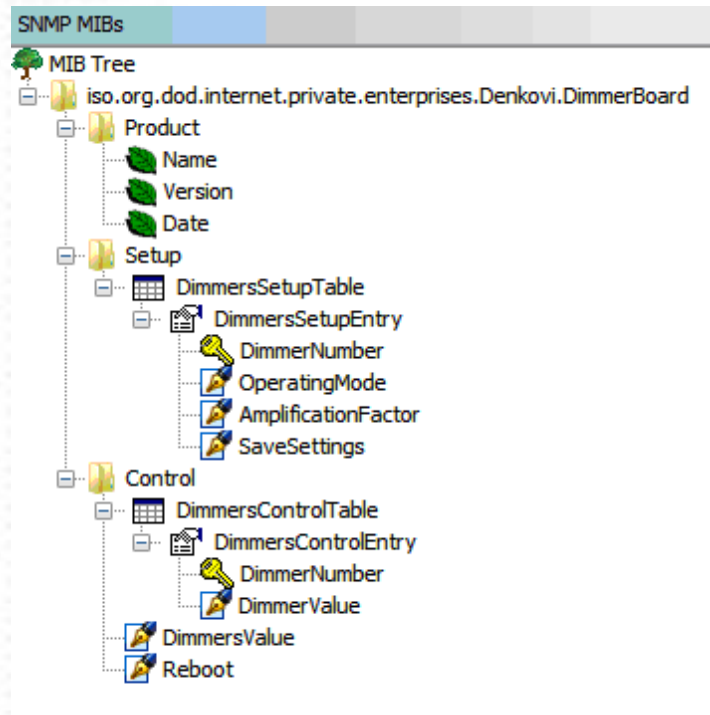 SNMP MIBs
MIB Tree
iso.org.dod.internet.private.enterprises.Denkovi.DimmerBoard
Product
Name
Version
Date
Setup
DimmersSetupTable
DimmersSetupEntry
DimmerNumber
OperatingMode
AmplificationFactor
SaveSettings
Control
DimmersControlTable
DimmersControlEntry
DimmerNumber
DimmerValue
DimmersValue
Reboot